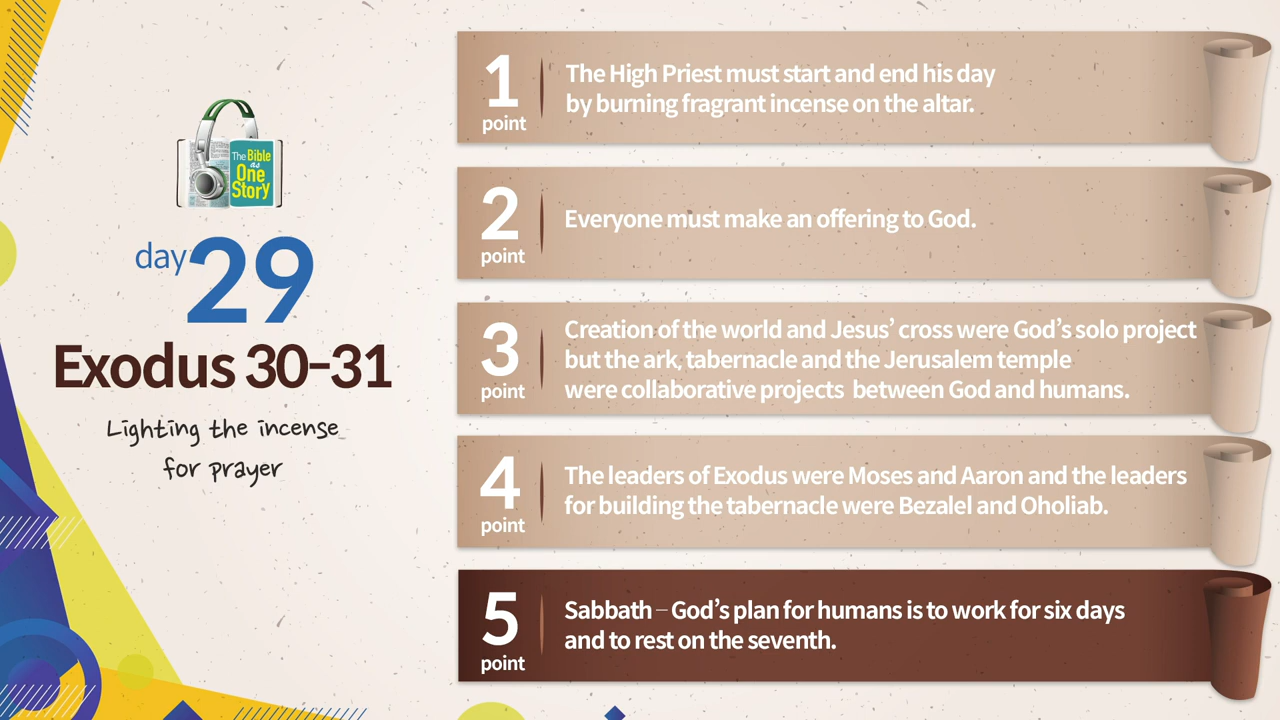 The Bible
as
One
Story
day29
Exodus 30–31
Lighting the incense
for prayer
1
point
The High Priest must start and end his day
by burning fragrant incense on the altar.
2
point
Everyone must make an offering to God.
3
point
Creation of the world and Jesus’ cross were God’s solo project
but the ark, tabernacle and the Jerusalem temple
were collaborative projects between God and humans.
4
point
The leaders of Exodus were Moses and Aaron and the leaders
for building the tabernacle were Bezalel and Oholiab.
5
point
Sabbath – God’s plan for humans is to work for six days
and to rest on the seventh.